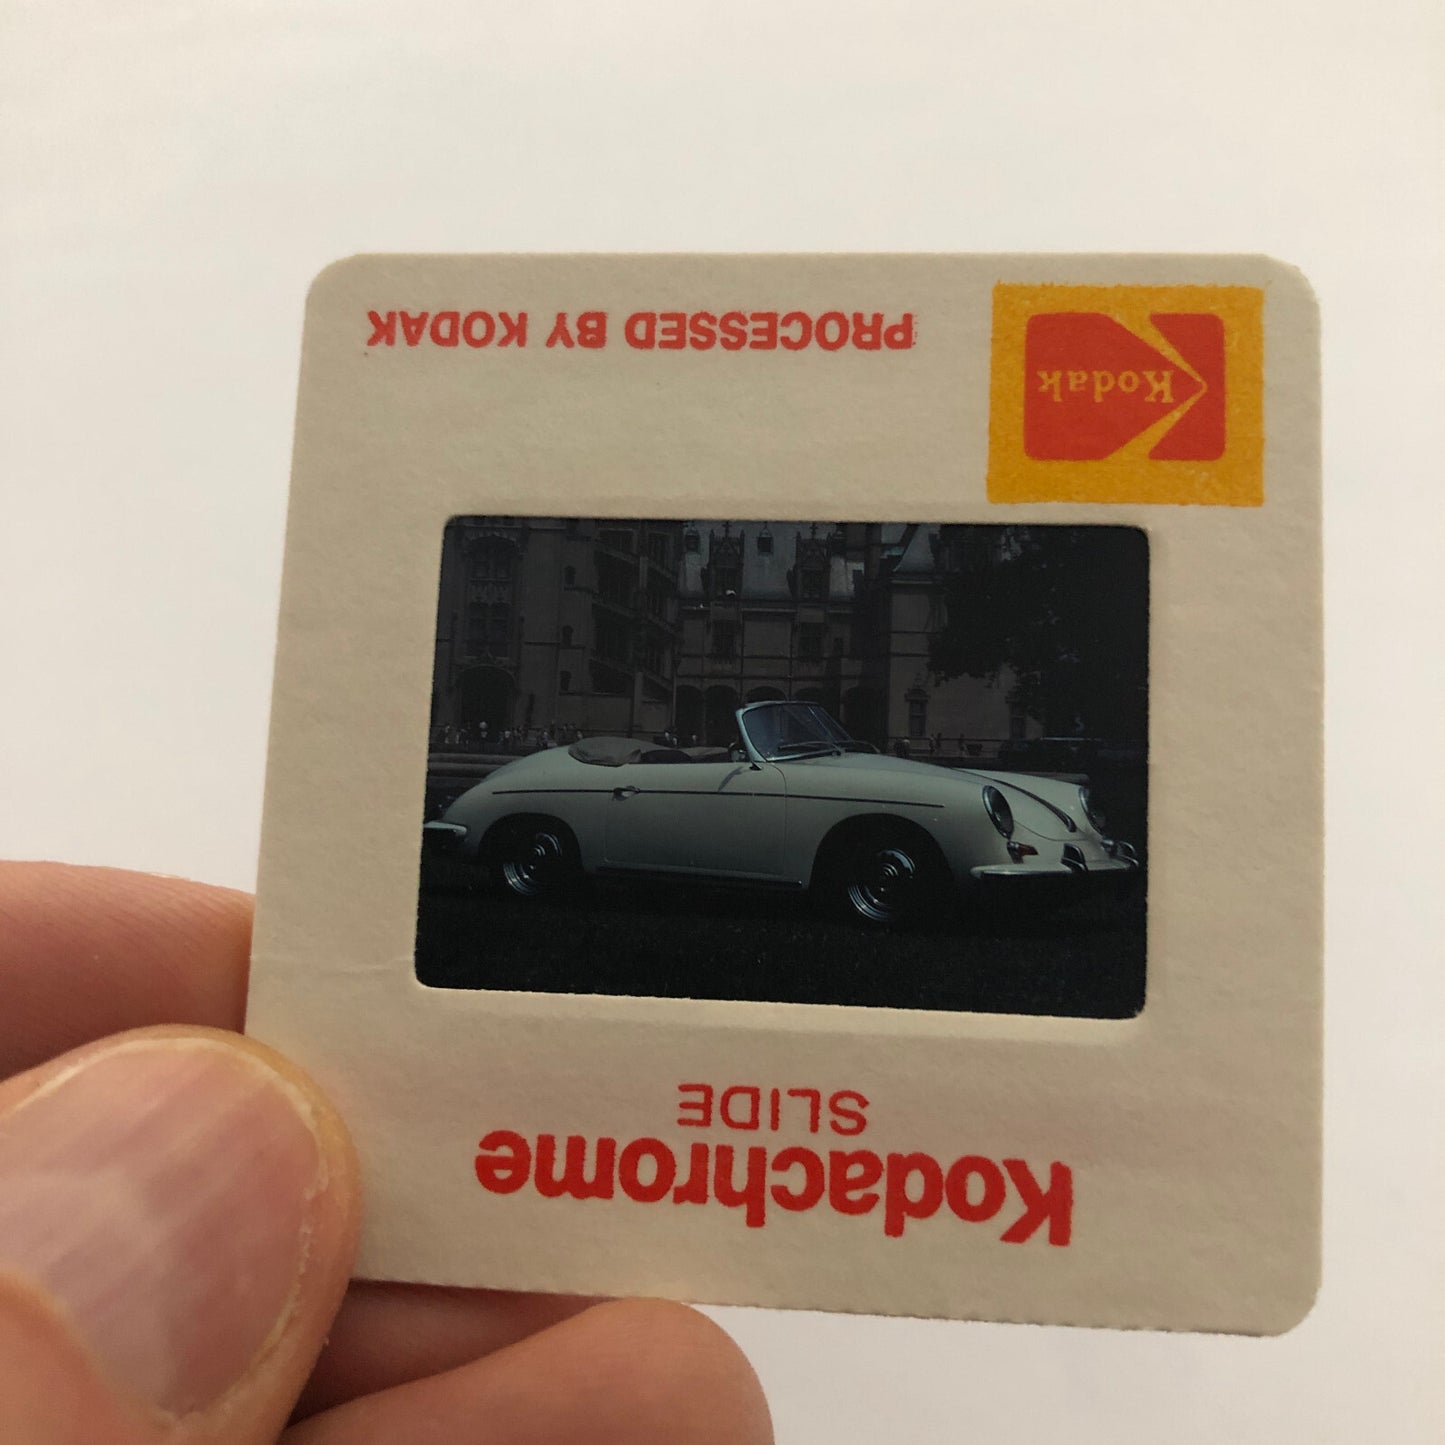 PROCESSED BY KODAK
Kodak
Kodachrome
SLIDE